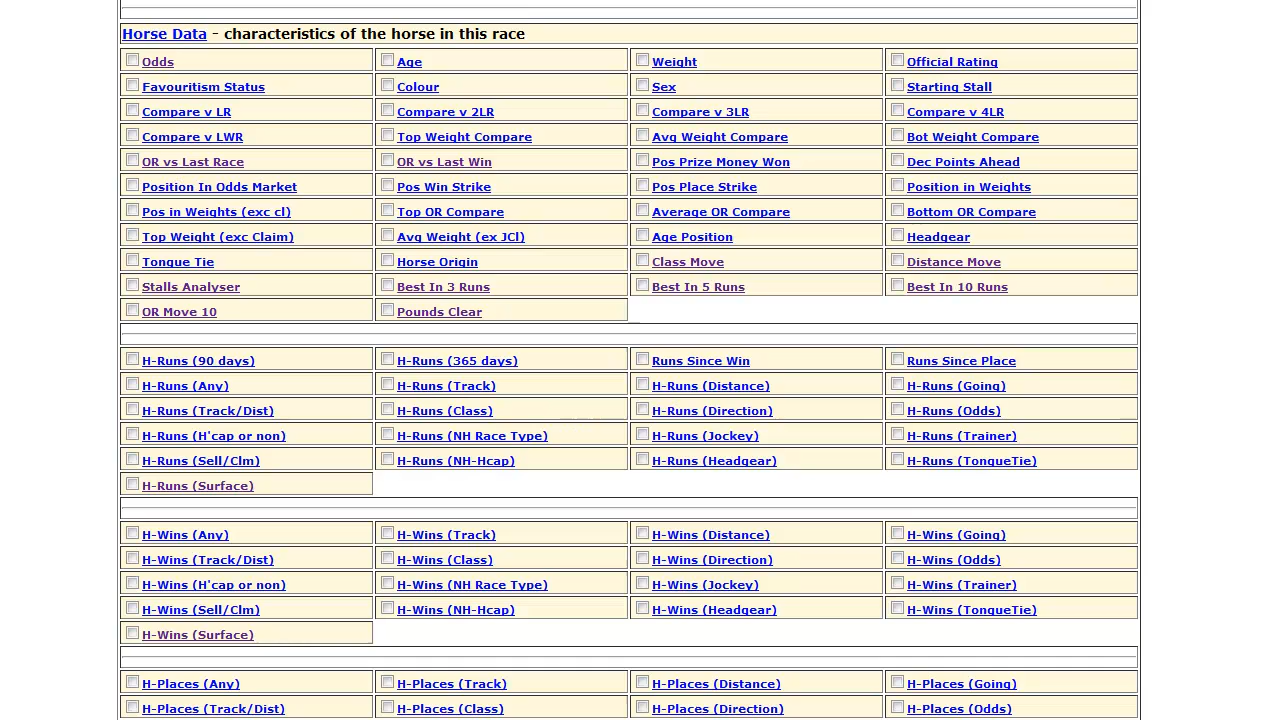 Horse Data - characteristics of the horse in this race
Odds Age Weight Official Rating
Favouritism Status Colour Sex Starting Stall
Compare v LR Compare v 2LR Compare v 3LR Compare v 4LR
Compare v LWR Top Weight Compare Avg Weight Compare Bot Weight Compare
OR vs Last Race OR vs Last Win Pos Prize Money Won Dec Points Ahead
Position In Odds Market Pos Win Strike Pos Place Strike Position in Weights
Pos in Weights (exc cl) Top OR Compare Average OR Compare Bottom OR Compare
Top Weight (exc Claim) Avg Weight (ex JCl) Age Position Headgear
Tongue Tie Horse Origin Class Move Distance Move
Stalls Analyser Best In 3 Runs Best In 5 Runs Best In 10 Runs
OR Move 10 Pounds Clear
H-Runs (90 days) H-Runs (365 days) Runs Since Win Runs Since Place
H-Runs (Any) H-Runs (Track) H-Runs (Distance) H-Runs (Going)
H-Runs (Track/Dist) H-Runs (Class) H-Runs (Direction) H-Runs (Odds)
H-Runs (H'cap or non) H-Runs (NH Race Type) H-Runs (Jockey) H-Runs (Trainer)
H-Runs (Sell/Clm) H-Runs (NH-Hcap) H-Runs (Headgear) H-Runs (TongueTie)
H-Runs (Surface)
H-Wins (Any) H-Wins (Track) H-Wins (Distance) H-Wins (Going)
H-Wins (Track/Dist) H-Wins (Class) H-Wins (Direction) H-Wins (Odds)
H-Wins (H'cap or non) H-Wins (NH Race Type) H-Wins (Jockey) H-Wins (Trainer)
H-Wins (Sell/Clm) H-Wins (NH-Hcap) H-Wins (Headgear) H-Wins (TongueTie)
H-Wins (Surface)
H-Places (Any) H-Places (Track) H-Places (Distance) H-Places (Going)
H-Places (Track/Dist) H-Places (Class) H-Places (Direction) H-Places (Odds)